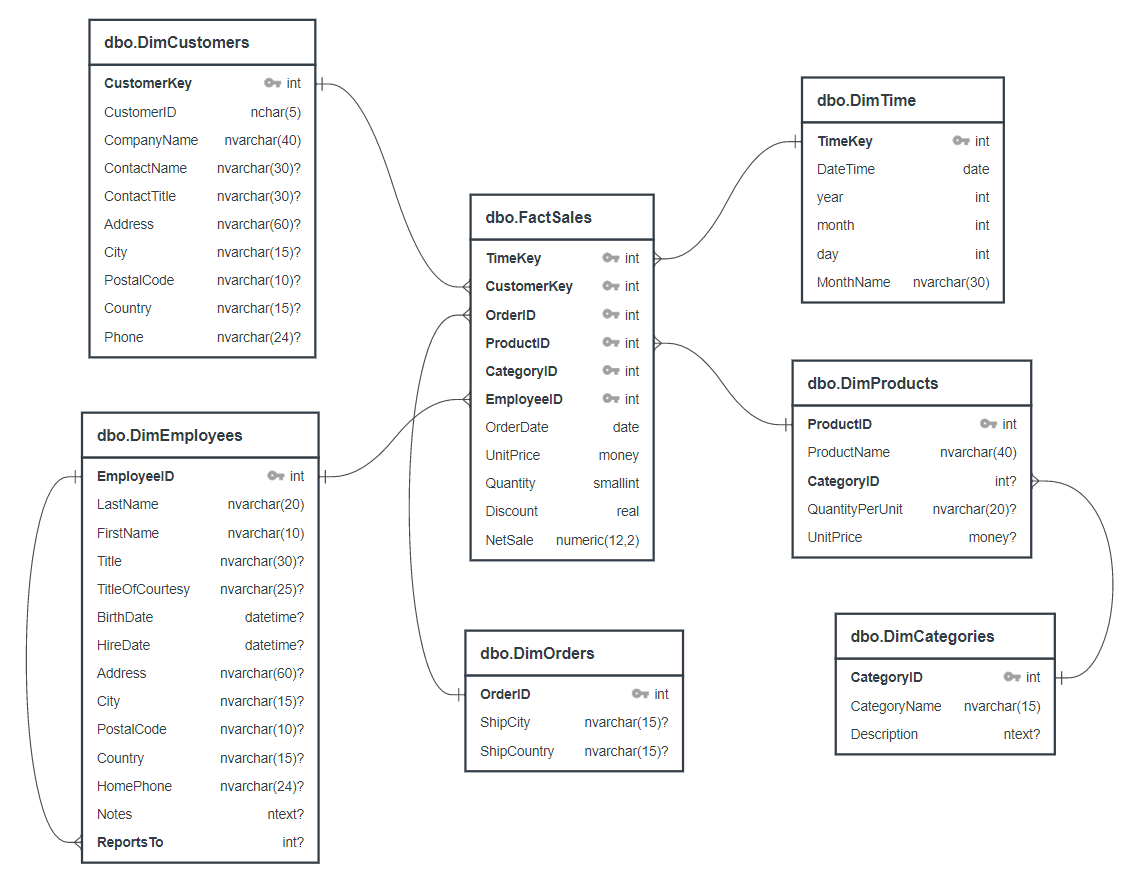 dbo.DimCustomers
CustomerKey int
CustomerID nchar(5)
CompanyName nvarchar(40)
ContactName nvarchar(30)?
ContactTitle nvarchar(30)?
Address nvarchar(60)?
City nvarchar(15)?
PostalCode nvarchar(10)?
Country nvarchar(15)?
Phone nvarchar(24)?
dbo.DimEmployees
EmployeeID int
LastName nvarchar(20)
FirstName nvarchar(10)
Title nvarchar(30)?
TitleOfCourtesy nvarchar(25)?
BirthDate datetime?
HireDate datetime?
Address nvarchar(60)?
City nvarchar(15)?
PostalCode nvarchar(10)?
Country nvarchar(15)?
HomePhone nvarchar(24)?
Notes ntext?
ReportsTo int?
dbo.FactSales
TimeKey int
CustomerKey int
OrderID int
ProductID int
CategoryID int
EmployeeID int
OrderDate date
UnitPrice money
Quantity smallint
Discount real
NetSale numeric(12,2)
dbo.DimOrders
OrderID int
ShipCity nvarchar(15)?
ShipCountry nvarchar(15)?
dbo.DimTime
TimeKey int
DateTime date
year int
month int
day int
MonthName nvarchar(30)
dbo.DimProducts
ProductID int
ProductName nvarchar(40)
CategoryID int?
QuantityPerUnit nvarchar(20)?
UnitPrice money?
dbo.DimCategories
CategoryID int
CategoryName nvarchar(15)
Description ntext?